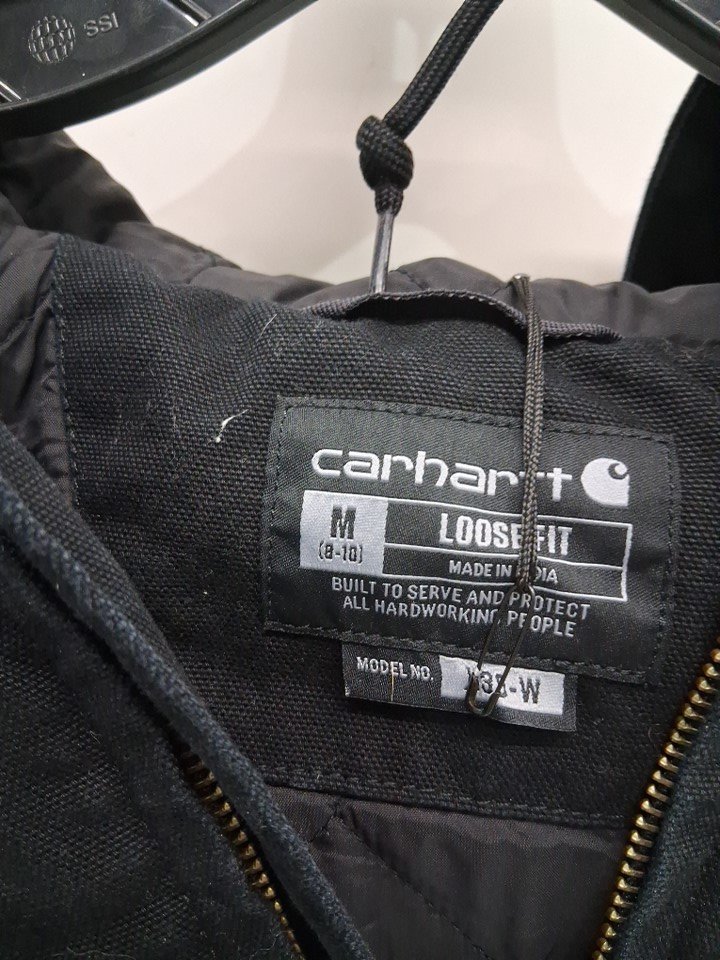 SSI
carhartt
M
(8-10)
LOOSE FIT
MADE IN INDIA
BUILT TO SERVE AND PROTECT
ALL HARDWORKING PEOPLE
MODEL NO.